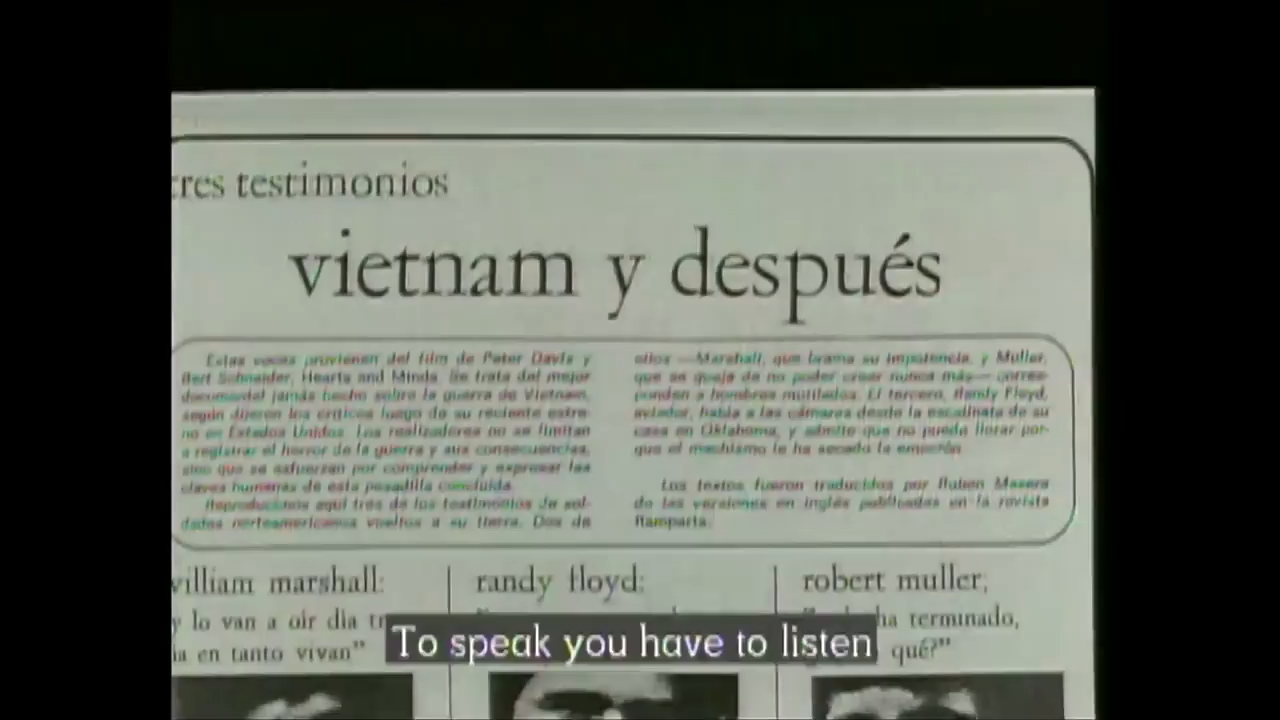 tres testimonios
vietnam y después
Estas voces provienen del film de Peter Davis y
Bert Schneider, Hearts and Minds. Se trata del mejor
documental jamás hecho sobre la guerra de Vietnam,
según dijeron los críticos luego de su reciente estre-
no en Estados Unidos. Los realizadores no se limitan
a registrar el horror de la guerra y sus consecuencias,
sino que se esfuerzan por comprender y expresar las
claves humanas de esta pesadilla concluida.
Reproducimos aquí tres de los testimonios de sol-
dados norteamericanos vueltos a su tierra. Dos de
ellos —Marshall, que brama su impotencia, y Muller,
que se queja de no poder creer nunca más— corres-
ponden a hombres mutilados. El tercero, Randy Floyd,
aviador, habla a las cámaras desde la escalinata de su
casa en Oklahoma, y admite que no puede llorar por-
que el machismo le ha secado la emoción.
Los textos fueron traducidos por Ruben Masera
de las versiones en inglés publicadas en la revista
Ramparts.
william marshall:
y lo van a oir dia
en tanto vivan”
randy floyd:
robert muller:
ha terminado,
qué?”
To speak you have to listen